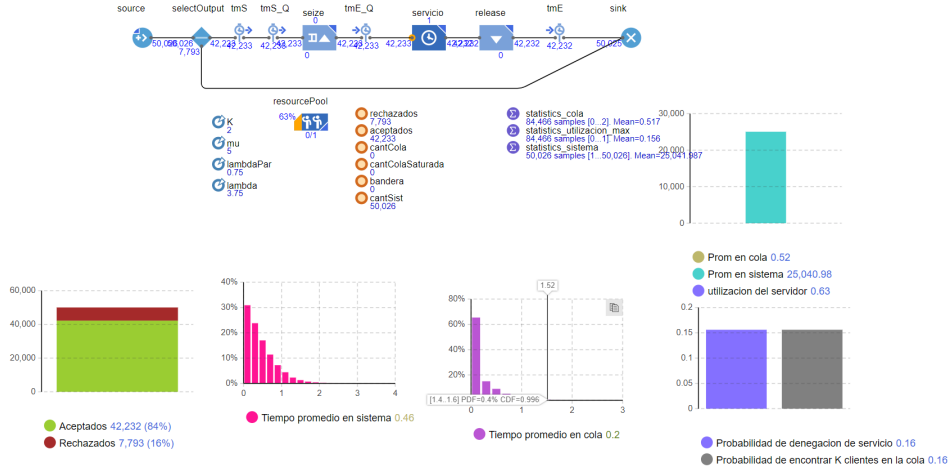 source
selectOutput
tmS
tmS_Q
seize
0
tmE_Q
servicio
1
release
tmE
sink
50,026
50,026
7,793
42,233
42,233
42,233
0
42,233
42,233
42,232
42,232
0
42,232
50,025
resourcePool
63%
0/1
K
2
mu
5
lambdaPar
0.75
lambda
3.75
rechazados
7,793
aceptados
42,233
cantCola
0
cantColaSaturada
0
bandera
0
cantSist
50,026
statistics_cola
84,466 samples [0...2]. Mean=0.517
statistics_utilizacion_max
84,466 samples [0...1]. Mean=0.156
statistics_sistema
50,026 samples [1...50,026]. Mean=25,041.987
30,000
20,000
10,000
0
Prom en cola 0.52
Prom en sistema 25,040.98
utilizacion del servidor 0.63
60,000
40,000
20,000
0
Aceptados 42,232 (84%)
Rechazados 7,793 (16%)
40%
30%
20%
10%
0%
0 1 2 3 4
Tiempo promedio en sistema 0.46
1.52
80%
60%
40%
20%
[1.4..1.6] PDF=0.4% CDF=0.996
0 1 2 3
Tiempo promedio en cola 0.2
0.2
0.15
0.1
0.05
0
Probabilidad de denegacion de servicio 0.16
Probabilidad de encontrar K clientes en la cola 0.16